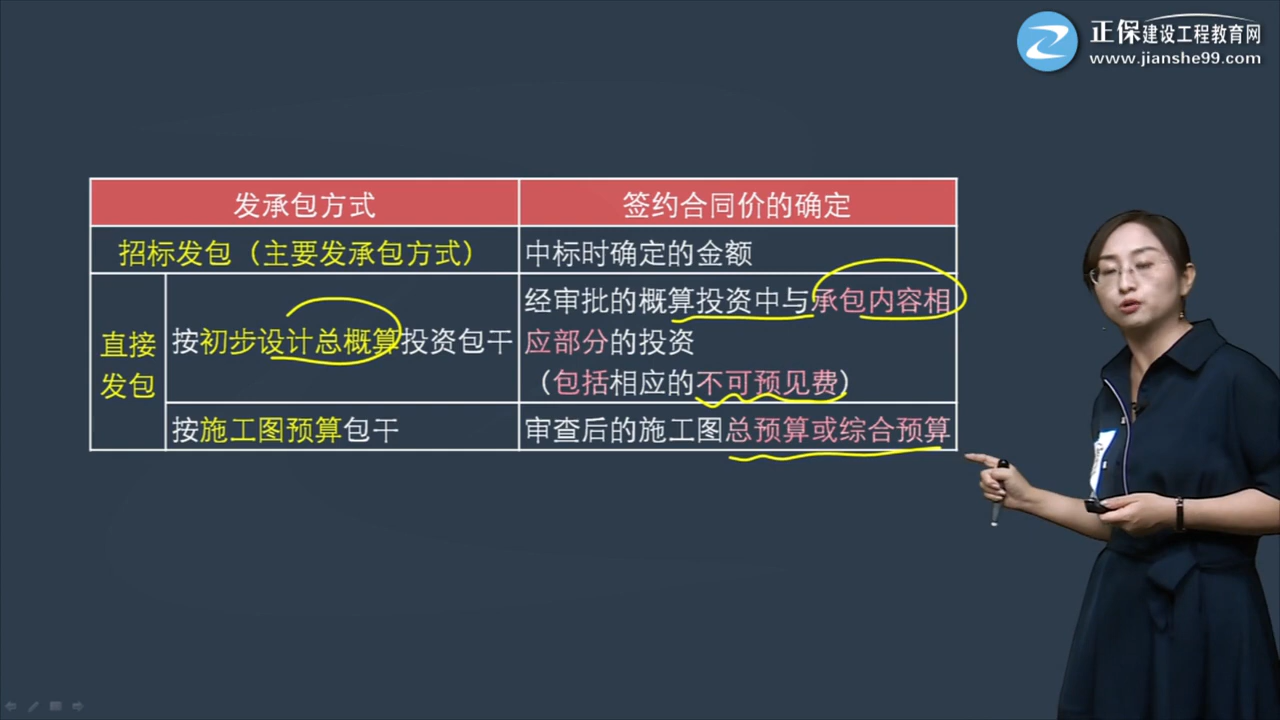 正保建设工程教育网
www.jianshe99.com
发承包方式
签约合同价的确定
招标发包（主要发承包方式）
中标时确定的金额
直接
发包
按初步设计总概算投资包干
经审批的概算投资中与承包内容相
应部分的投资
（包括相应的不可预见费）
按施工图预算包干
审查后的施工图总预算或综合预算